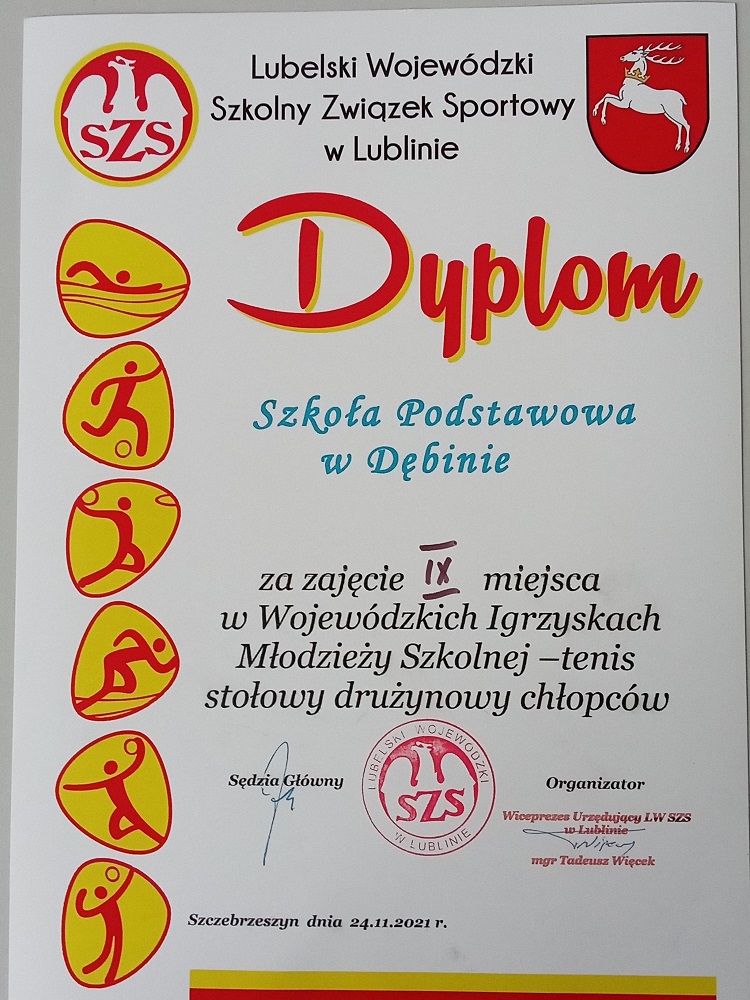 Lubelski Wojewódzki
Szkolny Związek Sportowy
w Lublinie
SZS
Dyplom
Szkoła Podstawowa
w Dębinie
za zajęcie IX miejsca
w Wojewódzkich Igrzyskach
Młodzieży Szkolnej –tenis
stołowy drużynowy chłopców
Sędzia Główny
LUBELSKI WOJEWÓDZKI
SZS
W LUBLINIE
Organizator
Wiceprezes Urzędujący LW SZS
w Lublinie
mgr Tadeusz Więcek
Szczebrzeszyn dnia 24.11.2021 r.